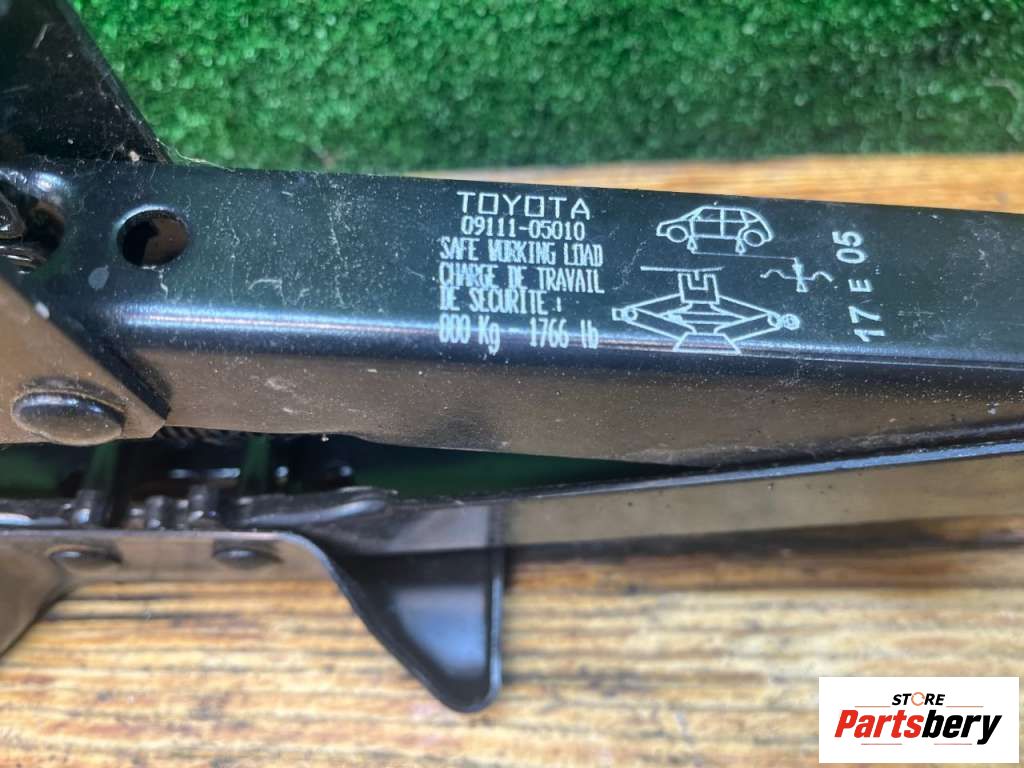 TOYOTA
09111-05010
SAFE WORKING LOAD
CHARGE DE TRAVAIL
DE SECURITE :
800 Kg - 1766 lb
17 E 05
STORE
Partsbery